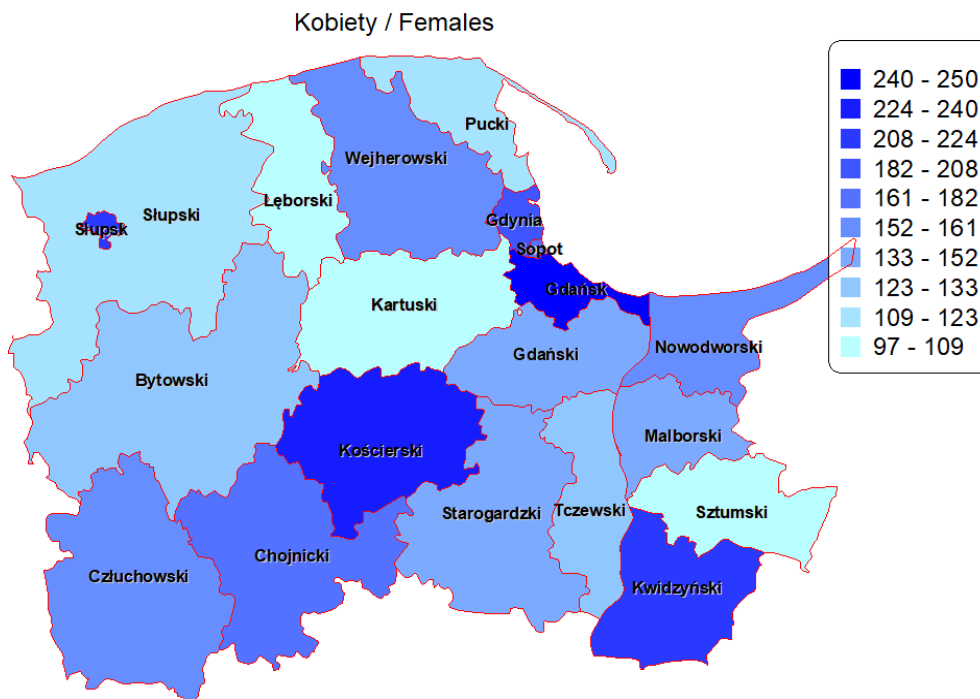 Kobiety / Females
240 - 250
224 - 240
208 - 224
182 - 208
161 - 182
152 - 161
133 - 152
123 - 133
109 - 123
97 - 109
Pucki
Wejherowski
Lęborski
Słupski
Słupsk
Gdynia
Sopot
Gdańsk
Kartuski
Gdański
Nowodworski
Bytowski
Malborski
Kościerski
Starogardzki
Tczewski
Sztumski
Chojnicki
Człuchowski
Kwidzyński